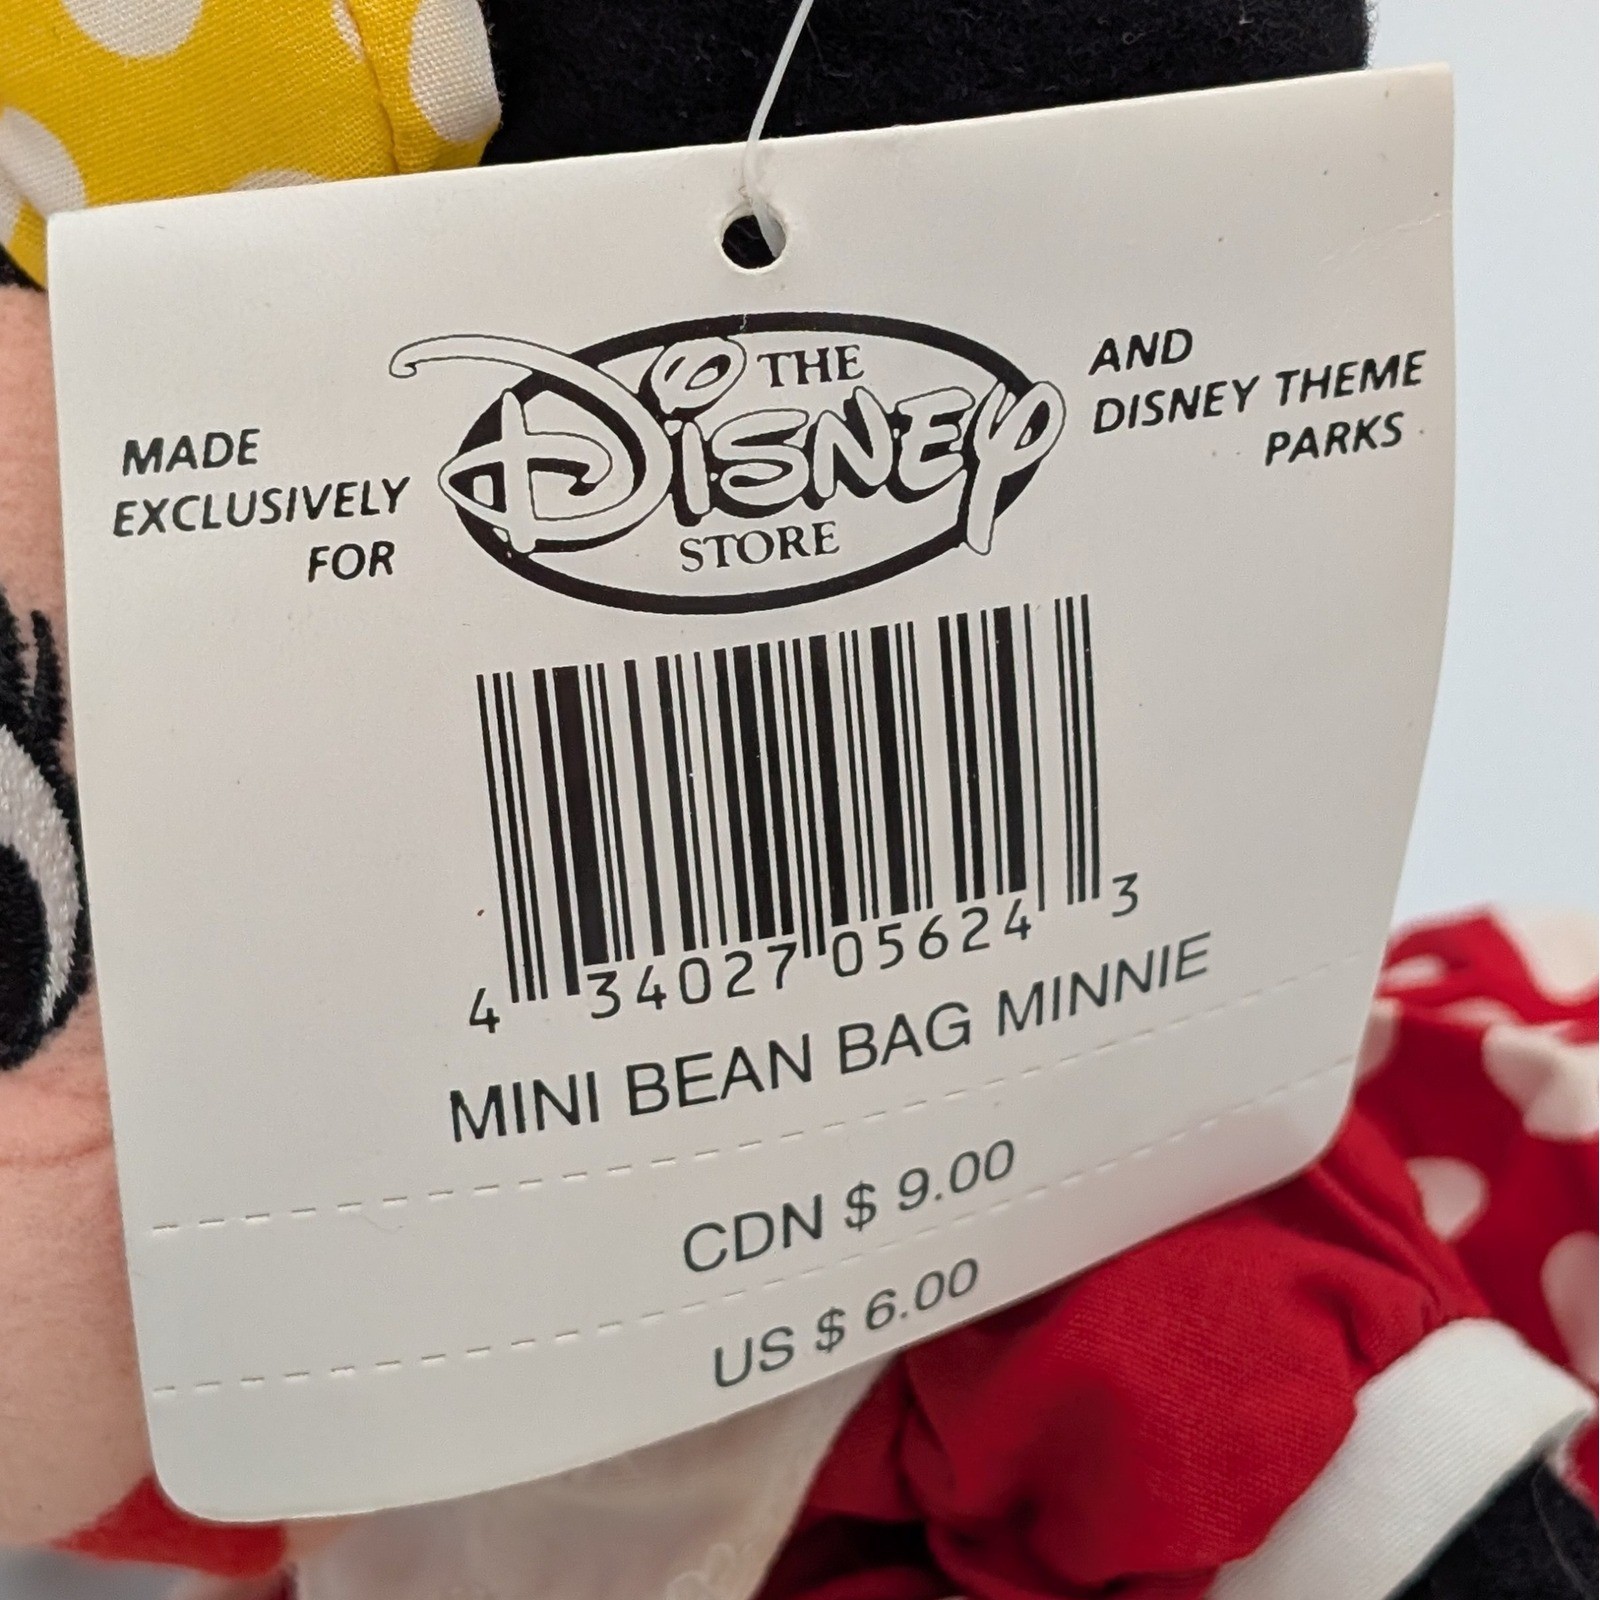 MADE
EXCLUSIVELY
FOR
THE
DISNEY
STORE
AND
DISNEY THEME
PARKS
4 34027 05624 3
MINI BEAN BAG MINNIE
CDN $ 9.00
US $ 6.00